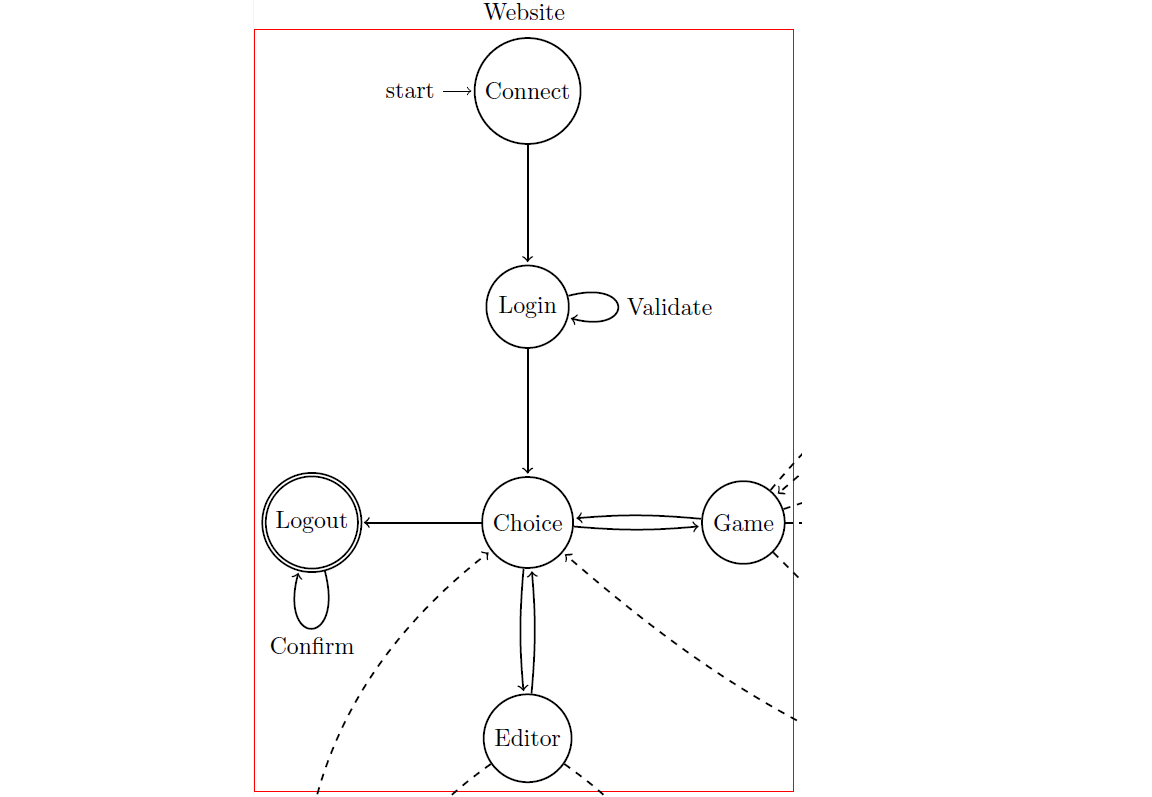 Website
start
Connect
Login
Validate
Logout
Choice
Game
Confirm
Editor